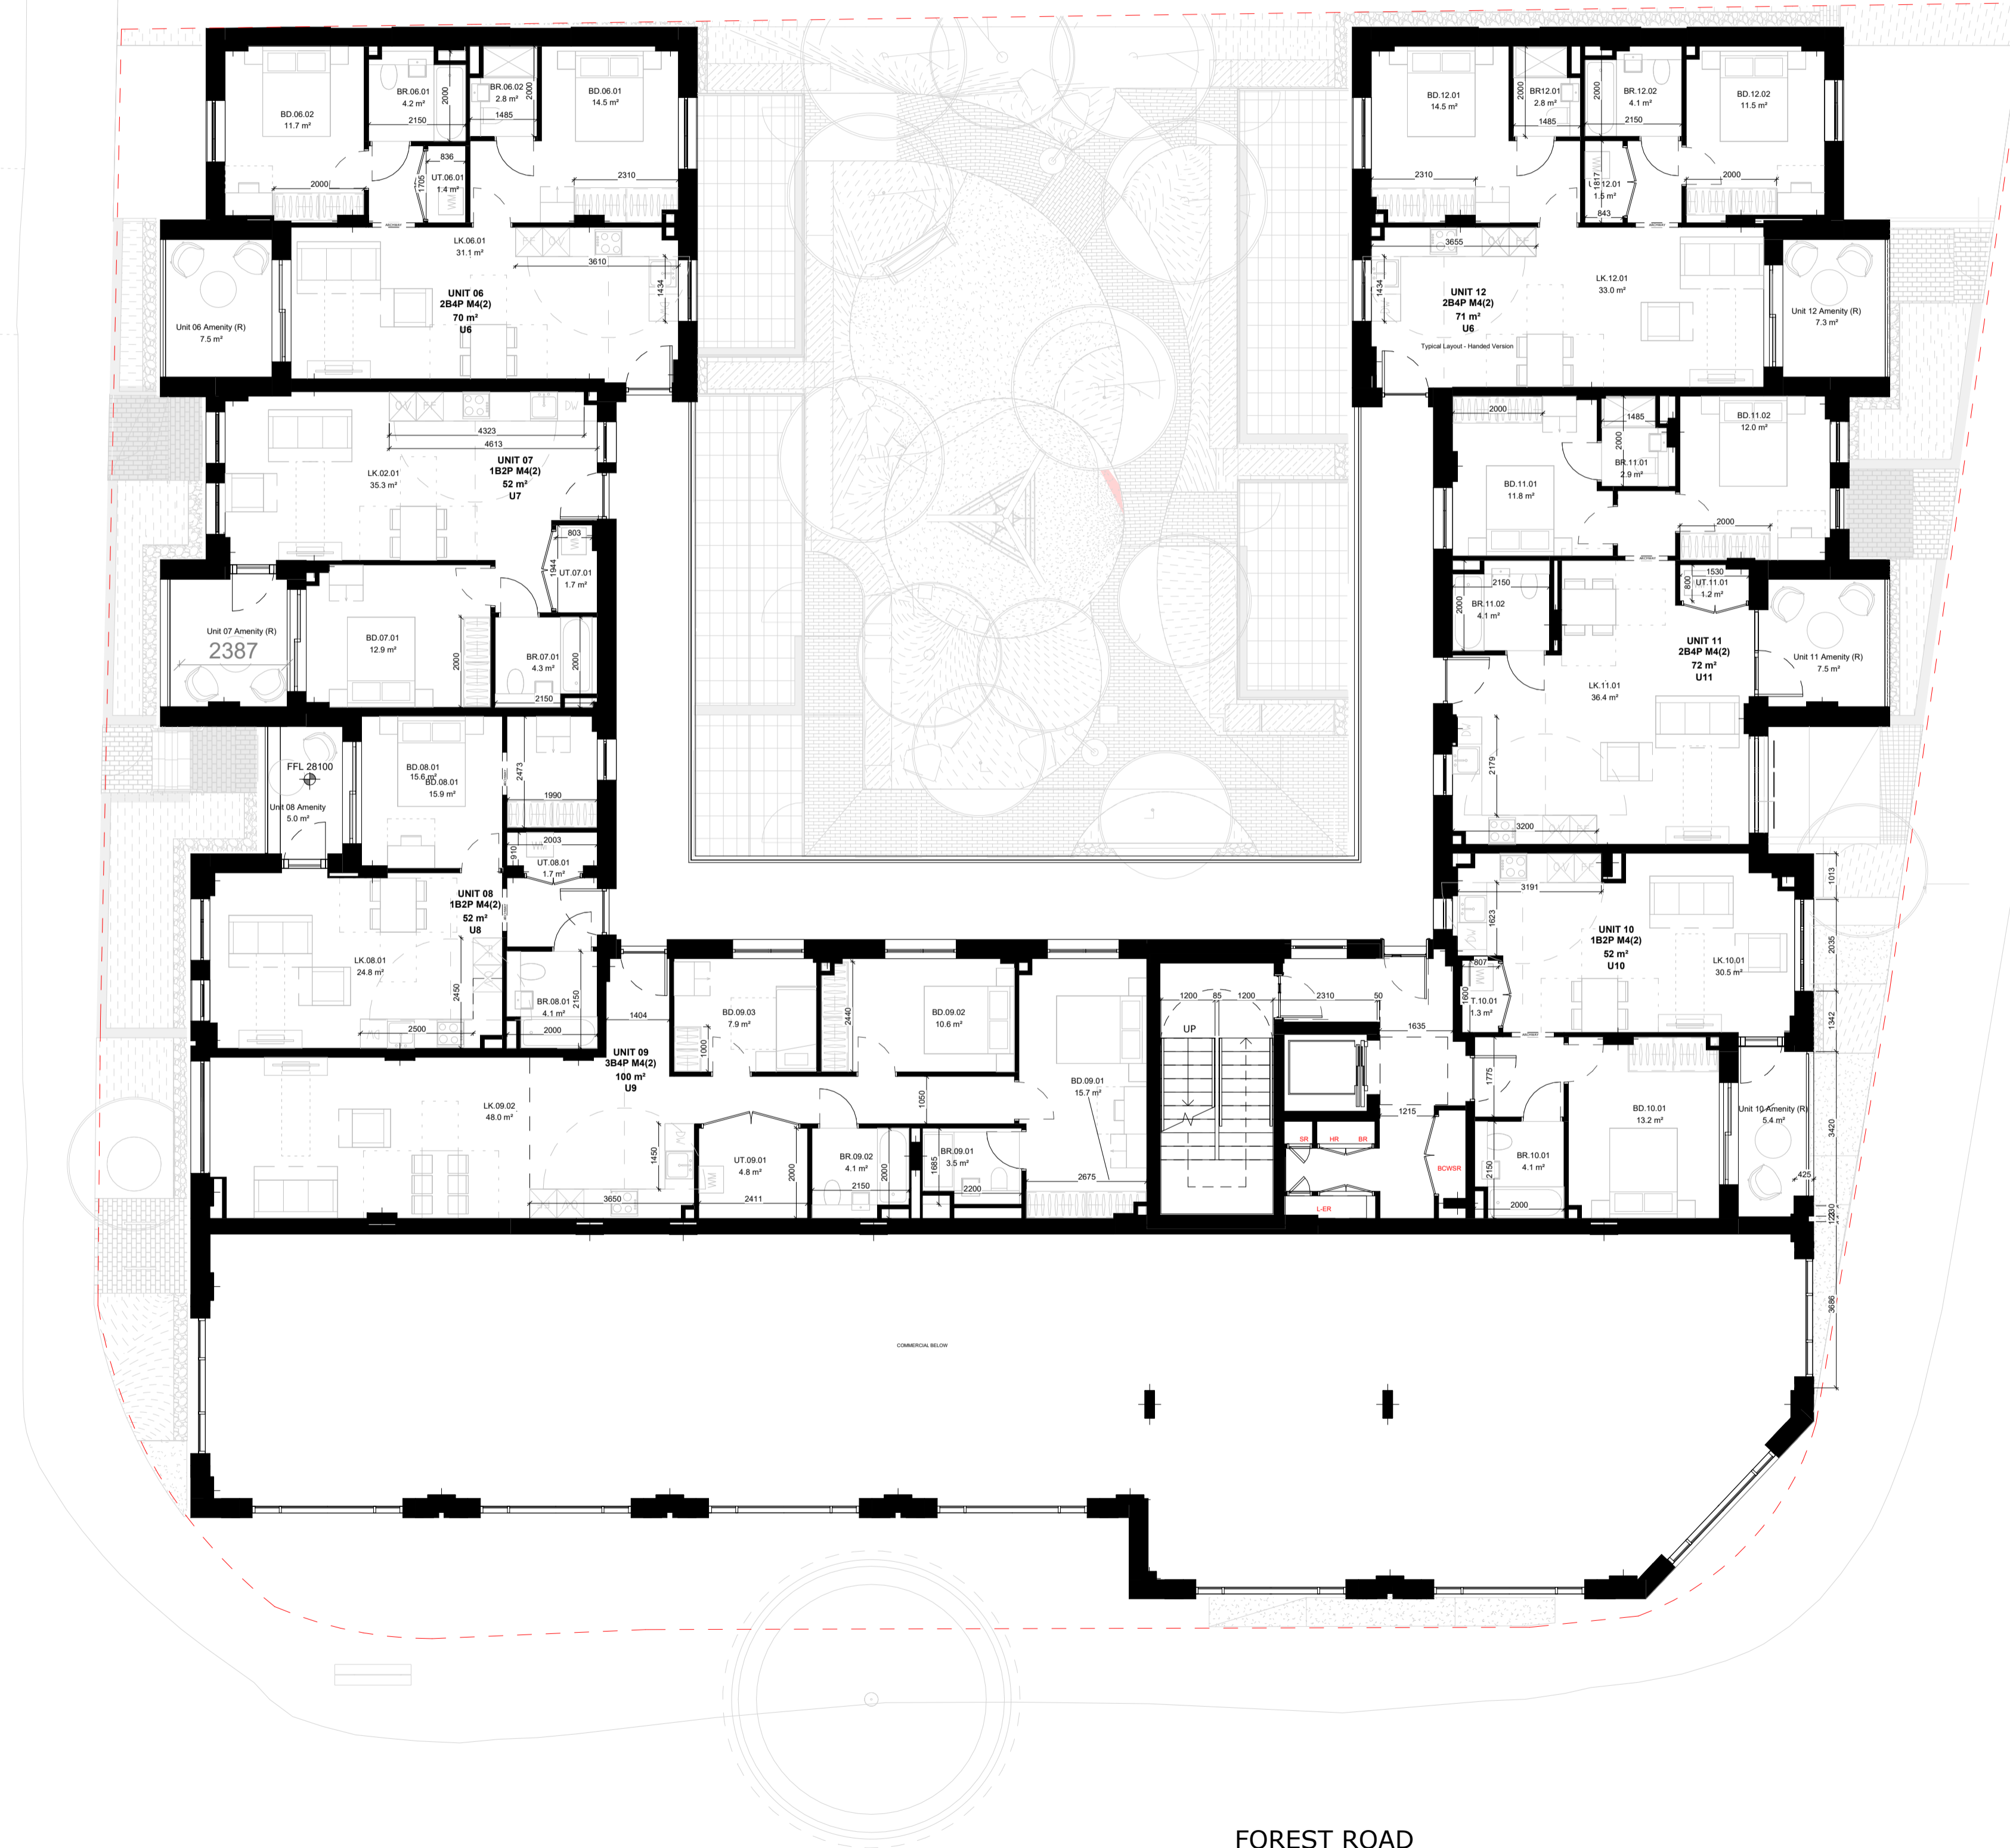 BD.06.02
11.7 m²
2000
BR.06.01
4.2 m²
2000
2150
BR.06.02
2.8 m²
2000
1485
BD.06.01
14.5 m²
2310
836
1705
UT.06.01
1.4 m²
WM
LK.06.01
31.1 m²
3610
1434
UNIT 06
2B4P M4(2)
70 m²
U6
Unit 06 Amenity (R)
7.5 m²
BD.12.01
14.5 m²
2310
BR12.01
2.8 m²
2000
1485
BR.12.02
4.1 m²
2000
2150
BD.12.02
11.5 m²
2000
WM
12.01
1.5 m²
1817
843
3655
1434
LK.12.01
33.0 m²
UNIT 12
2B4P M4(2)
71 m²
U6
Typical Layout - Handed Version
Unit 12 Amenity (R)
7.3 m²
DW
4323
4613
LK.02.01
35.3 m²
UNIT 07
1B2P M4(2)
52 m²
U7
803
WM
1944
UT.07.01
1.7 m²
Unit 07 Amenity (R)
2387
BD.07.01
12.9 m²
2000
BR.07.01
4.3 m²
2000
2150
2000
1485
2000
BR.11.01
2.9 m²
BD.11.01
11.8 m²
BD.11.02
12.0 m²
2000
2150
2000
BR.11.02
4.1 m²
1530
800
UT.11.01
1.2 m²
UNIT 11
2B4P M4(2)
72 m²
U11
LK.11.01
36.4 m²
Unit 11 Amenity (R)
7.5 m²
DW
2179
3200
FFL 28100
Unit 08 Amenity
5.0 m²
BD.08.01
15.6 m²
BD.08.01
15.9 m²
2473
1990
2003
910
WM
UT.08.01
1.7 m²
UNIT 08
1B2P M4(2)
52 m²
U8
LK.08.01
24.8 m²
2450
2500
DW
BR.08.01
4.1 m²
2150
2000
3191
1623
UNIT 10
1B2P M4(2)
52 m²
U10
LK.10.01
30.5 m²
807
WM
1600
T.10.01
1.3 m²
1013
2035
1342
3420
425
3686
1775
BD.10.01
13.2 m²
BR.10.01
4.1 m²
2150
2000
Unit 10 Amenity (R)
5.4 m²
1404
BD.09.03
7.9 m²
1000
2440
BD.09.02
10.6 m²
BD.09.01
15.7 m²
2675
UNIT 09
3B4P M4(2)
100 m²
U9
LK.09.02
48.0 m²
1050
DW
1450
3650
WM
UT.09.01
4.8 m²
2000
2411
BR.09.02
4.1 m²
2000
2150
BR.09.01
3.5 m²
1685
2200
1200
85
1200
UP
2310
50
1635
1215
SR
HR
BR
BCWSR
L-ER
COMMERCIAL BELOW
FOREST ROAD